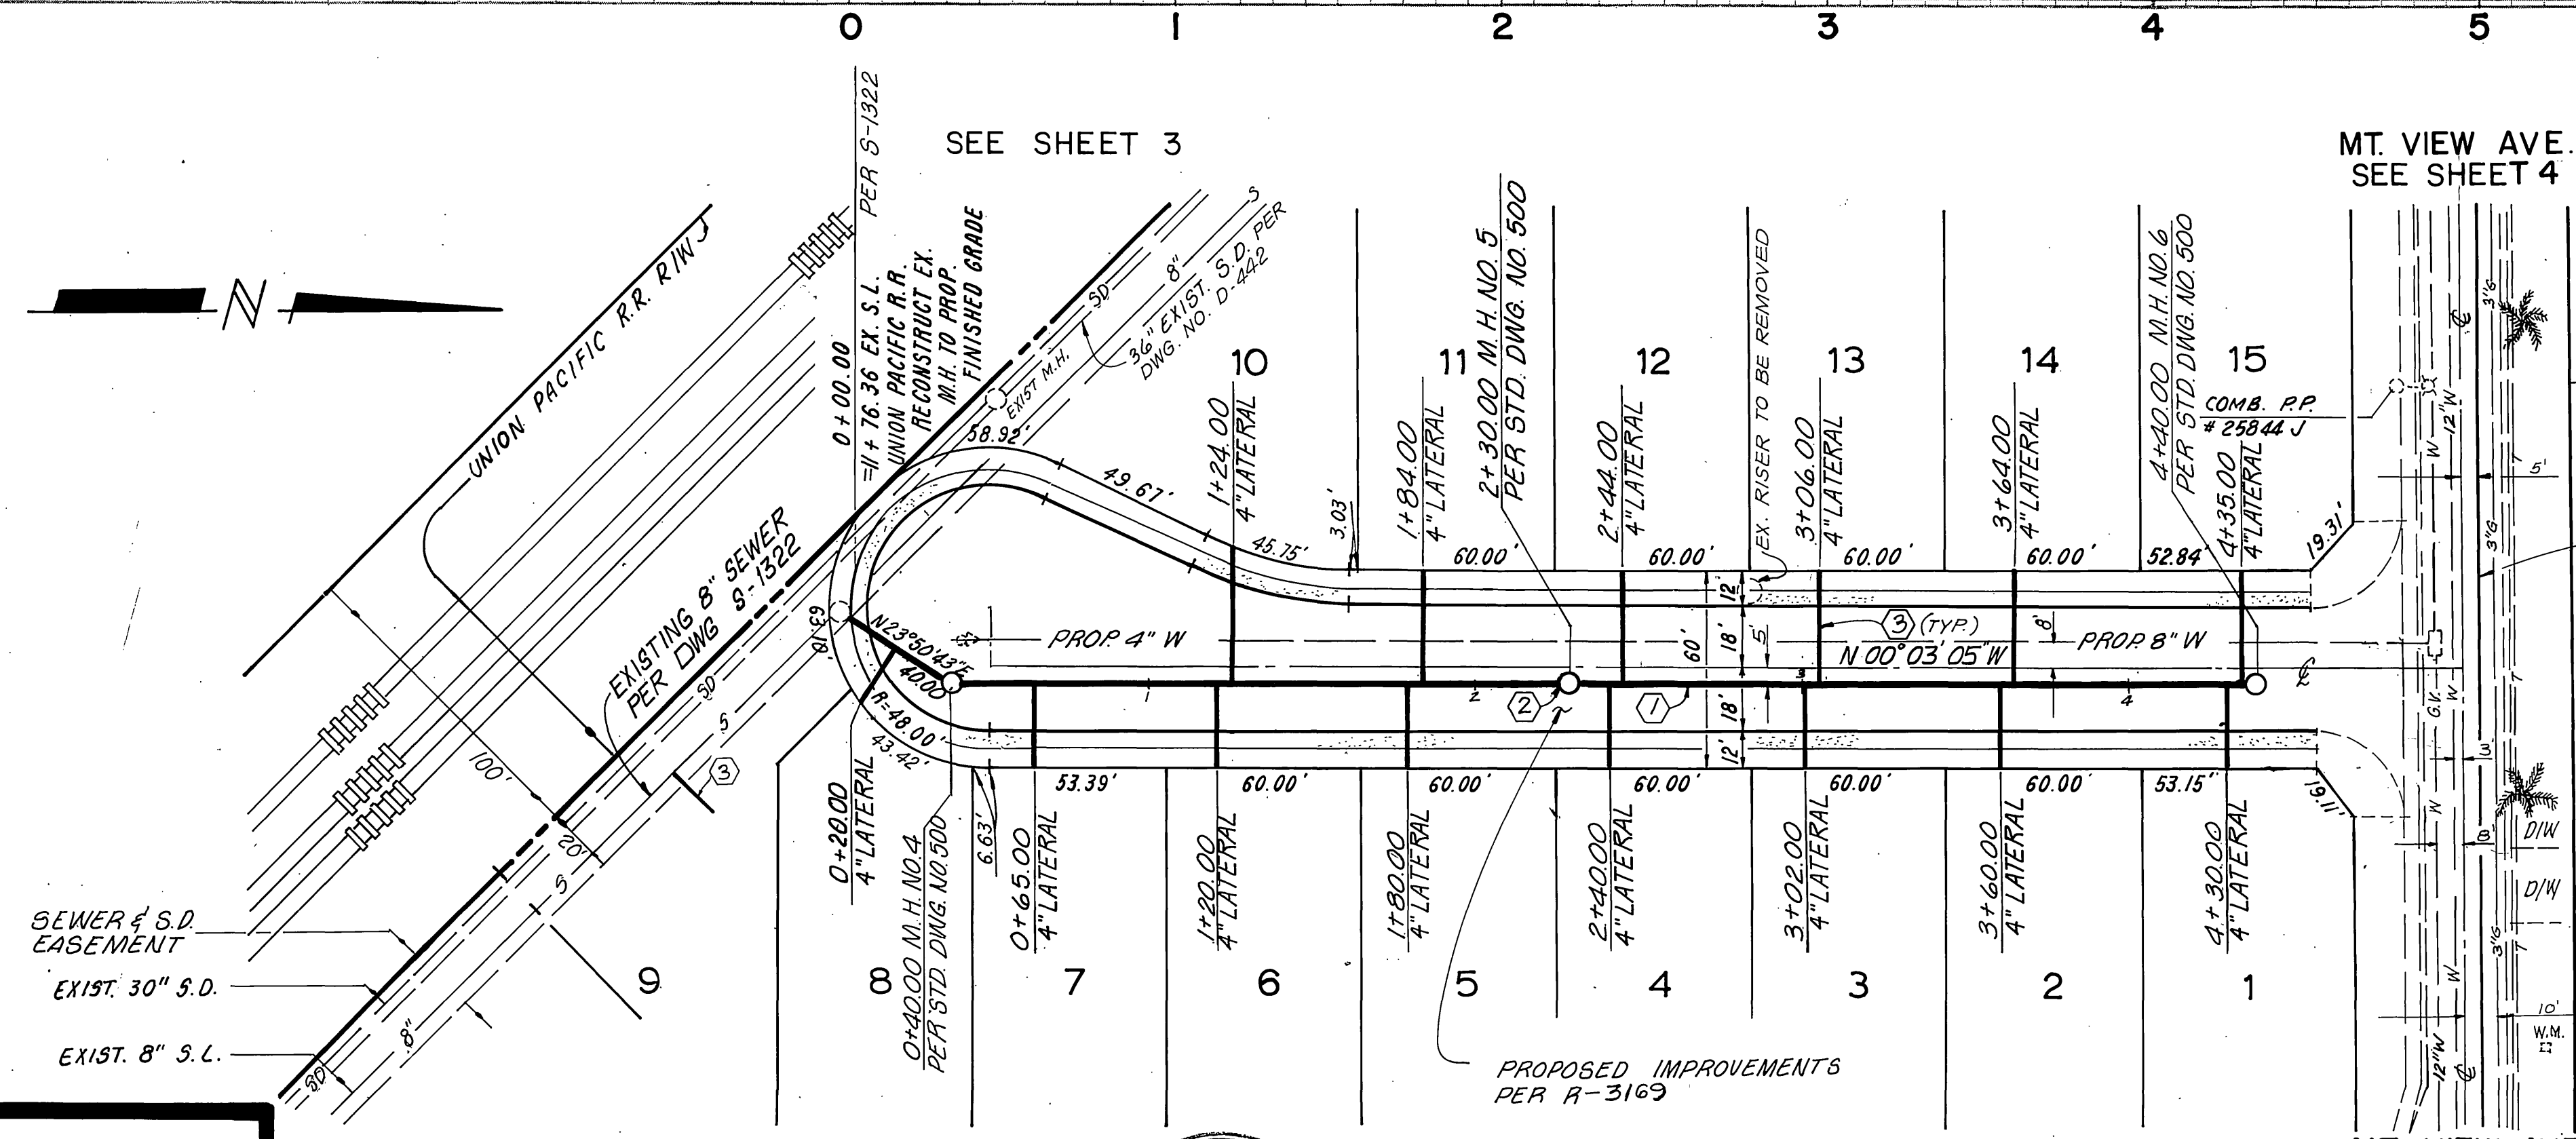 0 1 2 3 4 5
SEE SHEET 3
MT. VIEW AVE.
SEE SHEET 4
N
UNION PACIFIC R.R. R/W
PER S-1322
0+00.00
=11+76.36 EX. S.L.
UNION PACIFIC R.R.
RECONSTRUCT EX.
M.H. TO PROP.
FINISHED GRADE
EXIST M.H.
SD
8"
S
36" EXIST. S.D. PER
DWG. NO. D-442
EXISTING 8" SEWER
PER DWG S-1322
SD
S
3
100'
20'
S
SEWER & S.D.
EASEMENT
EXIST. 30" S.D.
EXIST. 8" S.L.
SD
8"
58.92'
49.67'
45.75'
3.03'
63.10'
N23°50'43"E
40.00
R=48.00'
43.42'
6.63'
10
11
12
13
14
15
1+24.00
4" LATERAL
1+84.00
4" LATERAL
2+30.00 M.H. NO. 5
PER STD. DWG. NO. 500
2+44.00
4" LATERAL
EX. RISER TO BE REMOVED
3+06.00
4" LATERAL
3+64.00
4" LATERAL
4+40.00 M.H. NO. 6
PER STD. DWG. NO. 500
4+35.00
4" LATERAL
COMB. P.P.
# 25844 J
60.00'
60.00'
60.00'
60.00'
52.84'
19.31'
PROP. 4" W
12'
18'
5'
60'
18'
12'
3 (TYP.)
N 00°03'05"W
8'
PROP. 8" W
1
2
3
4
2
1
℄
53.39'
60.00'
60.00'
60.00'
60.00'
60.00'
53.15'
19.11'
0+20.00
4" LATERAL
0+40.00 M.H. NO. 4
PER STD. DWG. NO. 500
0+65.00
4" LATERAL
1+20.00
4" LATERAL
1+80.00
4" LATERAL
2+40.00
4" LATERAL
3+02.00
4" LATERAL
3+60.00
4" LATERAL
4+30.00
4" LATERAL
9
8
7
6
5
4
3
2
1
PROPOSED IMPROVEMENTS
PER R-3169
3"G
℄
12"W
W
T
5'
3"G
G.V.
W
T
3'
W
8'
D/W
D/W
3"G
T
W
10'
W.M.
12"W
℄